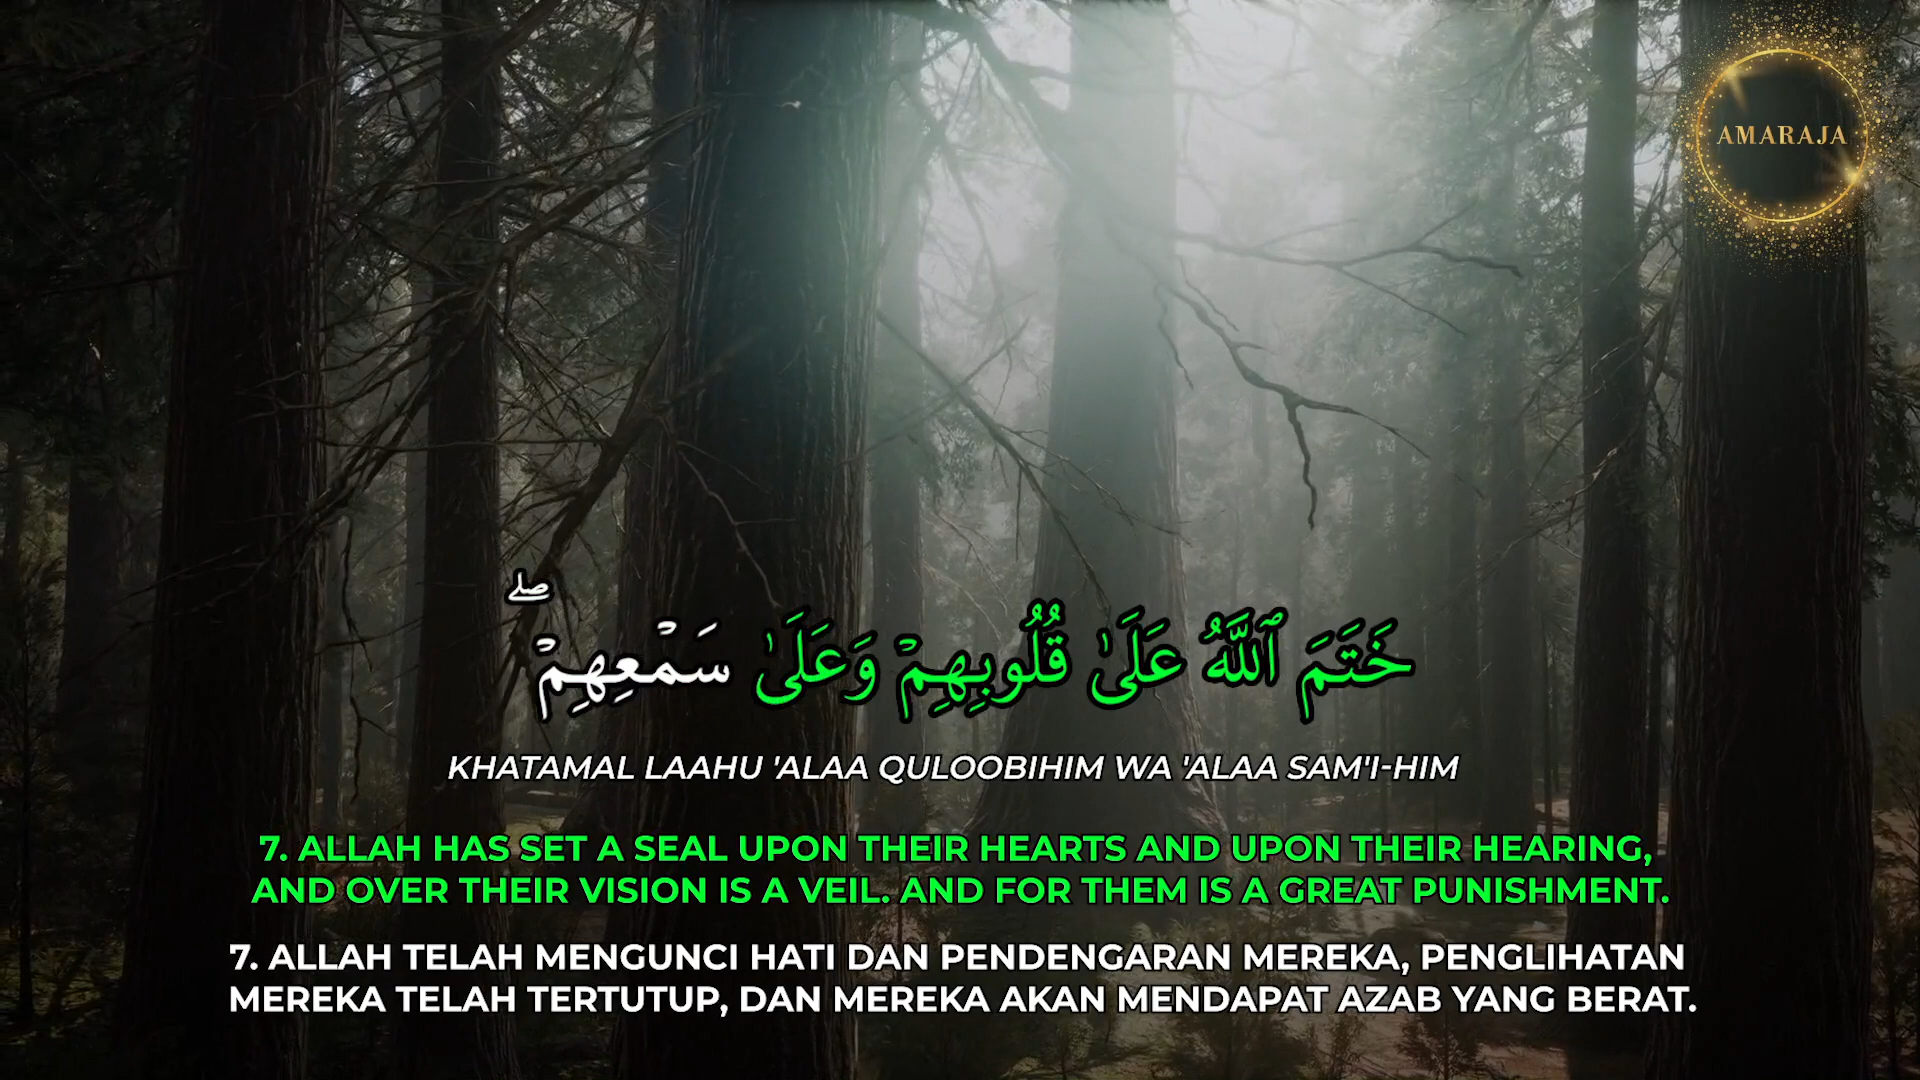 AMARAJA
خَتَمَ ٱللَّهُ عَلَىٰ قُلُوبِهِمْ وَعَلَىٰ سَمْعِهِمْ ۖ
KHATAMAL LAAHU 'ALAA QULOOBIHIM WA 'ALAA SAM'I-HIM
7. ALLAH HAS SET A SEAL UPON THEIR HEARTS AND UPON THEIR HEARING,
AND OVER THEIR VISION IS A VEIL. AND FOR THEM IS A GREAT PUNISHMENT.
7. ALLAH TELAH MENGUNCI HATI DAN PENDENGARAN MEREKA, PENGLIHATAN
MEREKA TELAH TERTUTUP, DAN MEREKA AKAN MENDAPAT AZAB YANG BERAT.